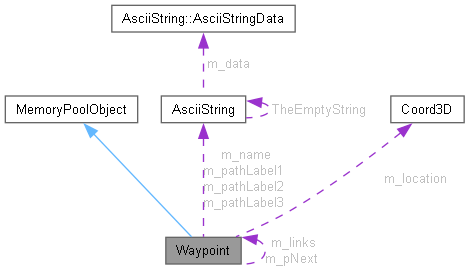 AsciiString::AsciiStringData
m_data
MemoryPoolObject
AsciiString
TheEmptyString
Coord3D
m_name
m_pathLabel1
m_pathLabel2
m_pathLabel3
m_location
Waypoint
m_links
m_pNext